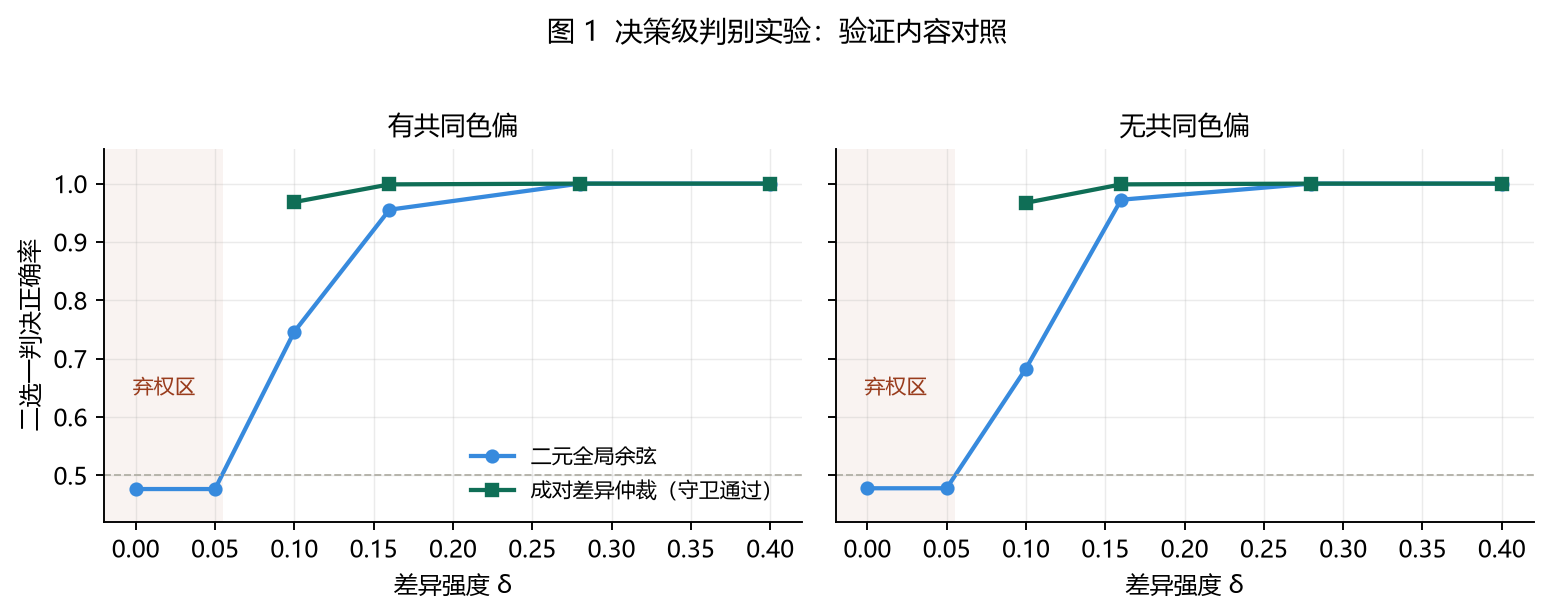 图 1 决策级判别实验：验证内容对照
有共同色偏
二选一判决正确率
1.0
0.9
0.8
0.7
0.6
0.5
弃权区
二元全局余弦
成对差异仲裁（守卫通过）
0.00 0.05 0.10 0.15 0.20 0.25 0.30 0.35 0.40
差异强度 δ
无共同色偏
弃权区
0.00 0.05 0.10 0.15 0.20 0.25 0.30 0.35 0.40
差异强度 δ